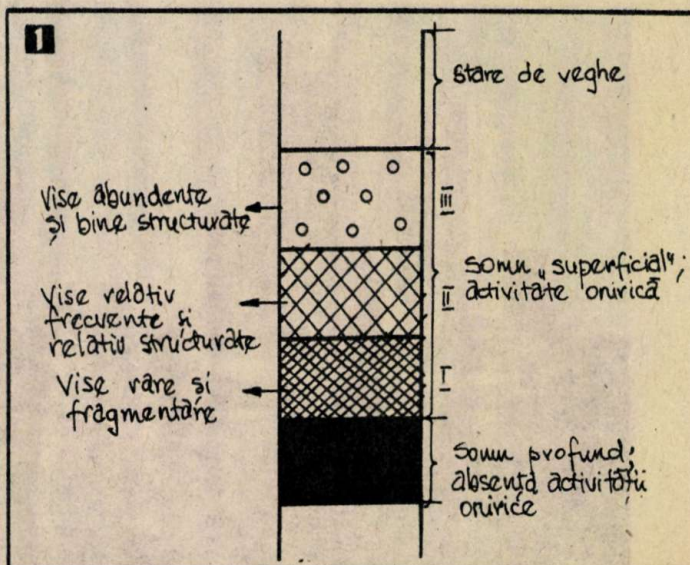 1
Stare de veghe
Vise abundente
și bine structurate
III
somn „superficial";
activitate onirică
II
Vise relativ
frecvente și
relativ structurate
I
Vise rare și
fragmentare
somn profund;
absența activității
onirice